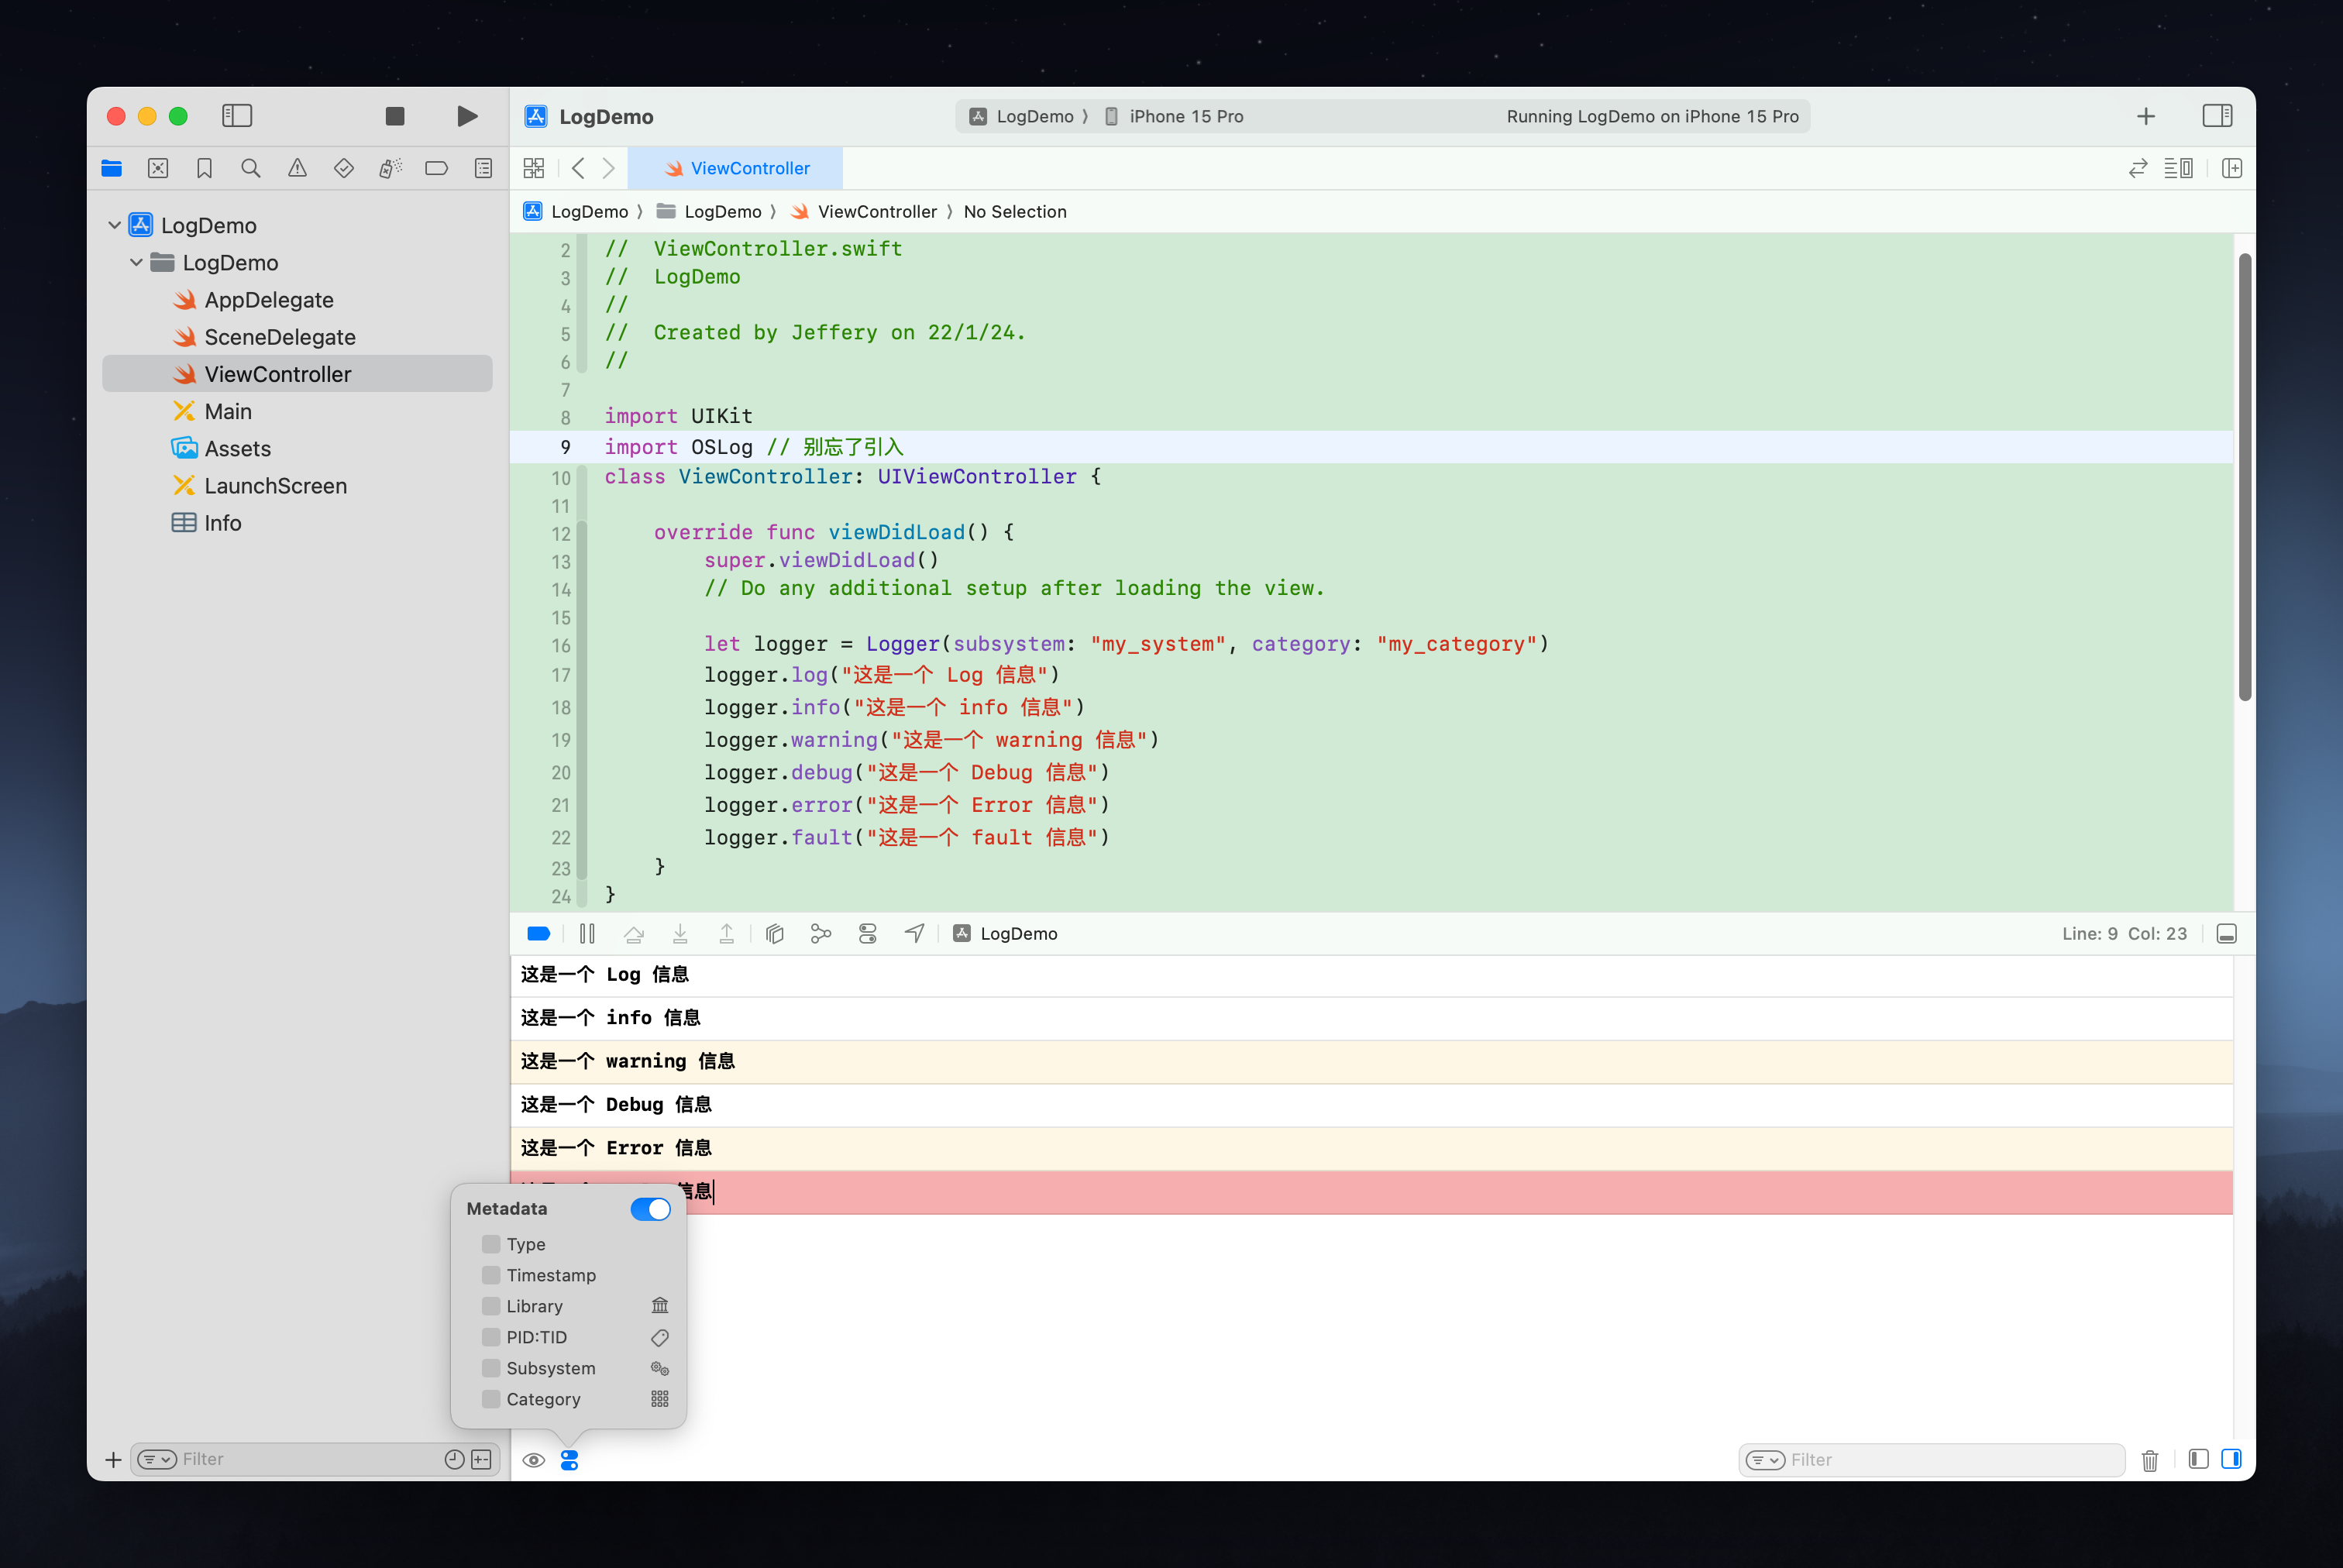 LogDemo
LogDemo 〉 iPhone 15 Pro
Running LogDemo on iPhone 15 Pro
ViewController
LogDemo 〉 LogDemo 〉 ViewController 〉 No Selection
LogDemo
LogDemo
AppDelegate
SceneDelegate
ViewController
Main
Assets
LaunchScreen
Info
2 //  ViewController.swift
3 //  LogDemo
4 //
5 //  Created by Jeffery on 22/1/24.
6 //
7
8 import UIKit
9 import OSLog // 别忘了引入
10 class ViewController: UIViewController {
11
12     override func viewDidLoad() {
13         super.viewDidLoad()
14         // Do any additional setup after loading the view.
15
16         let logger = Logger(subsystem: "my_system", category: "my_category")
17         logger.log("这是一个 Log 信息")
18         logger.info("这是一个 info 信息")
19         logger.warning("这是一个 warning 信息")
20         logger.debug("这是一个 Debug 信息")
21         logger.error("这是一个 Error 信息")
22         logger.fault("这是一个 fault 信息")
23     }
24 }
LogDemo
Line: 9 Col: 23
这是一个 Log 信息
这是一个 info 信息
这是一个 warning 信息
这是一个 Debug 信息
这是一个 Error 信息
信息
Metadata
Type
Timestamp
Library
PID:TID
Subsystem
Category
Filter
Filter